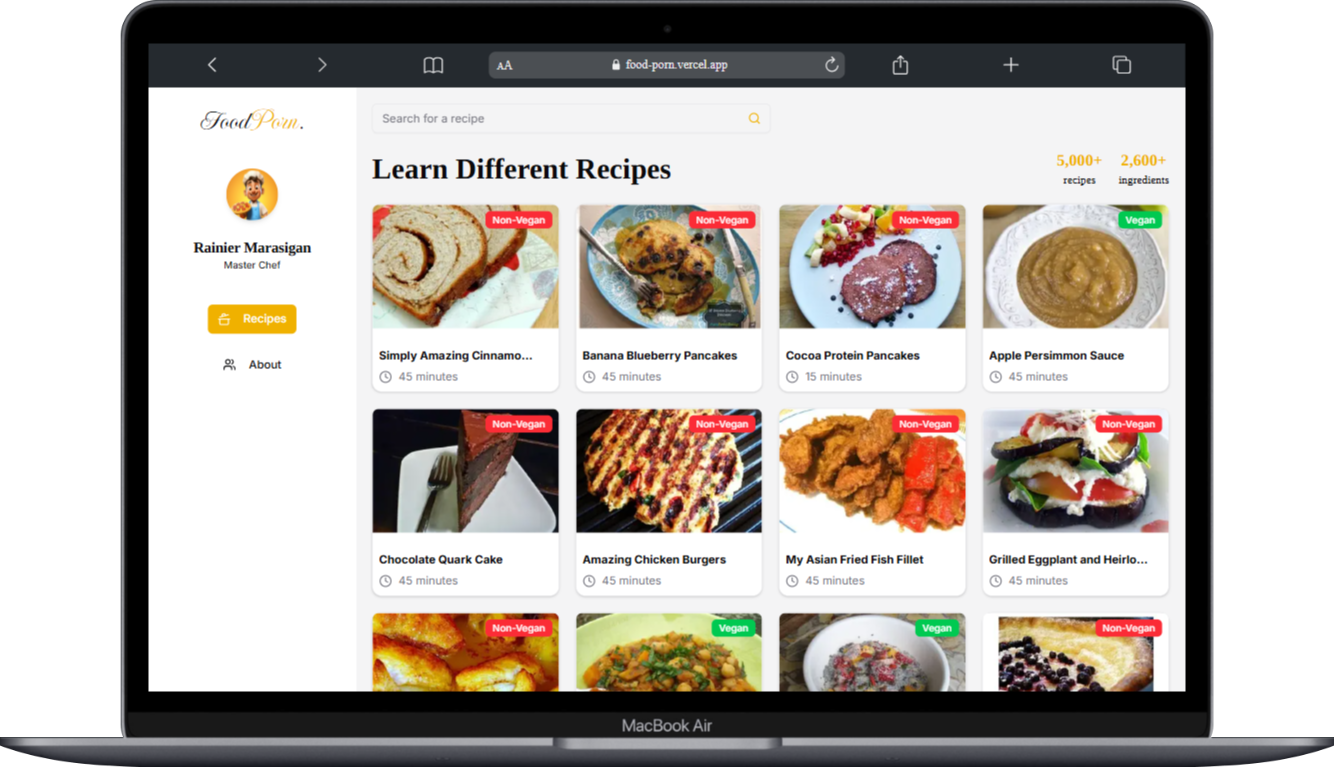 AA
food-porn.vercel.app
FoodPorn.
Rainier Marasigan
Master Chef
Recipes
About
Search for a recipe
Learn Different Recipes
5,000+
recipes
2,600+
ingredients
Non-Vegan
Simply Amazing Cinnamo...
45 minutes
Non-Vegan
Banana Blueberry Pancakes
45 minutes
Non-Vegan
Cocoa Protein Pancakes
15 minutes
Vegan
Apple Persimmon Sauce
45 minutes
Non-Vegan
Chocolate Quark Cake
45 minutes
Non-Vegan
Amazing Chicken Burgers
45 minutes
Non-Vegan
My Asian Fried Fish Fillet
45 minutes
Non-Vegan
Grilled Eggplant and Heirlo...
45 minutes
Non-Vegan
Vegan
Vegan
Non-Vegan
MacBook Air